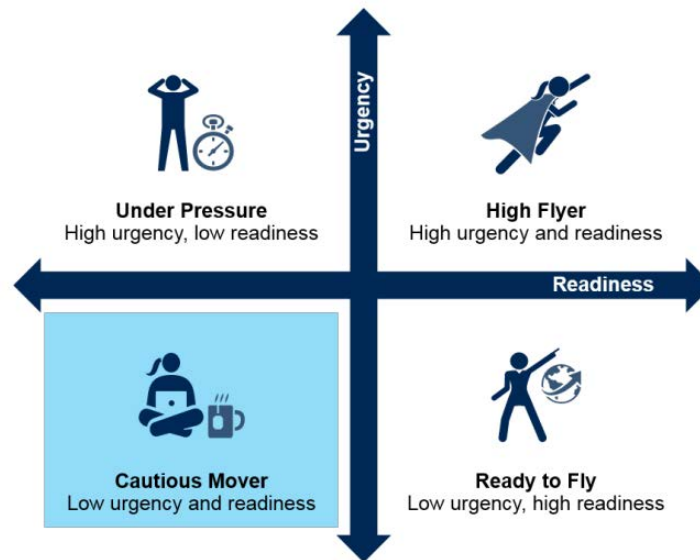 Urgency
Under Pressure
High urgency, low readiness
High Flyer
High urgency and readiness
Readiness
Cautious Mover
Low urgency and readiness
Ready to Fly
Low urgency, high readiness